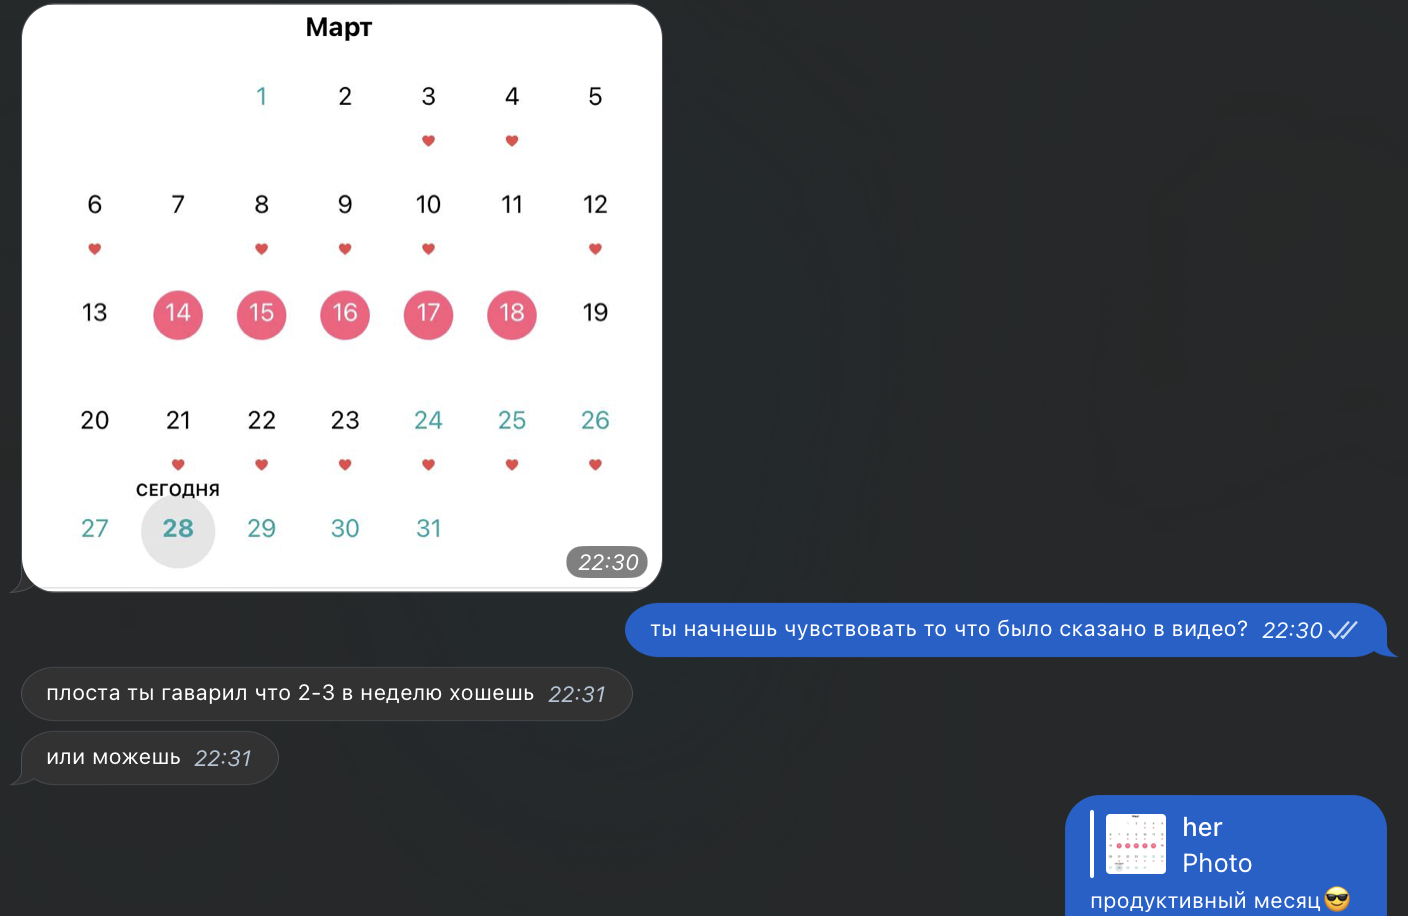 Март
1 2 3 4 5
6 7 8 9 10 11 12
13 14 15 16 17 18 19
20 21 22 23 24 25 26
СЕГОДНЯ
27 28 29 30 31
22:30
ты начнешь чувствовать то что было сказано в видео? 22:30
плоста ты гаварил что 2-3 в неделю хошешь 22:31
или можешь 22:31
her
Photo
продуктивный месяц😎